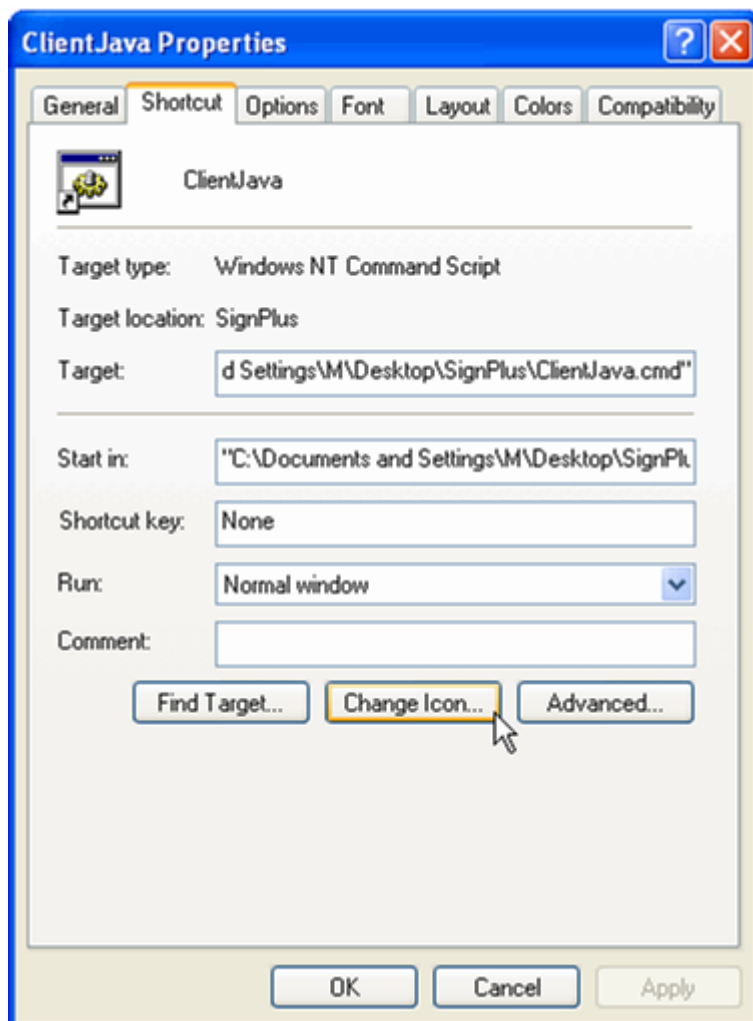 ClientJava Properties
General Shortcut Options Font Layout Colors Compatibility
ClientJava
Target type: Windows NT Command Script
Target location: SignPlus
Target: d Settings\M\Desktop\SignPlus\ClientJava.cmd"
Start in: "C:\Documents and Settings\M\Desktop\SignPlu
Shortcut key: None
Run: Normal window
Comment:
Find Target... Change Icon... Advanced...
OK Cancel Apply